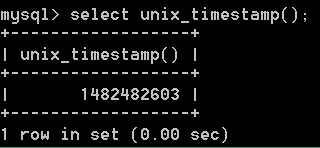 mysql> select unix_timestamp();
+------------------+
| unix_timestamp() |
+------------------+
|       1482482603 |
+------------------+
1 row in set (0.00 sec)